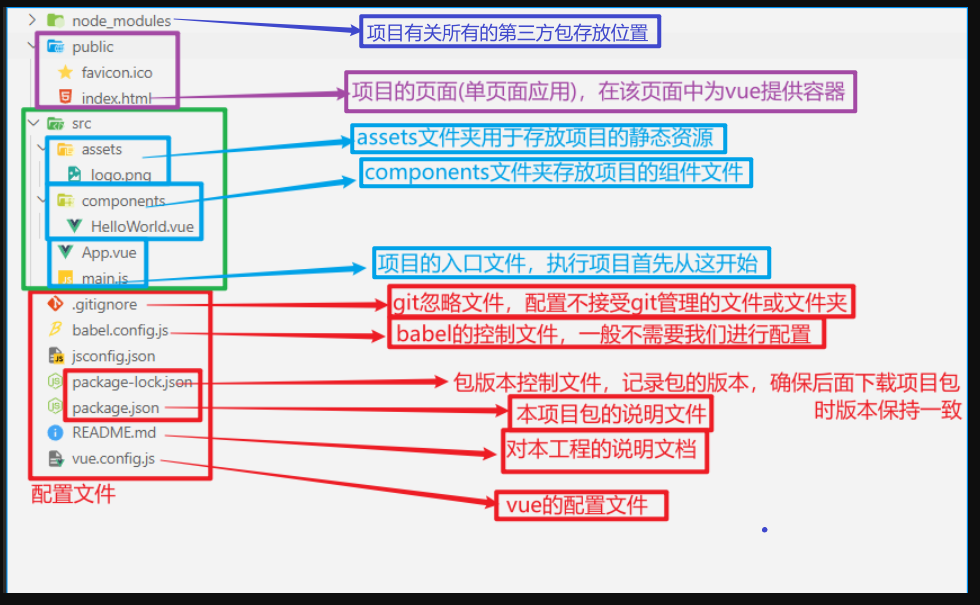 node_modules
项目有关所有的第三方包存放位置
public
favicon.ico
index.html
项目的页面(单页面应用)，在该页面中为vue提供容器
src
assets
assets文件夹用于存放项目的静态资源
logo.png
components
components文件夹存放项目的组件文件
HelloWorld.vue
App.vue
main.js
项目的入口文件，执行项目首先从这开始
.gitignore
git忽略文件，配置不接受git管理的文件或文件夹
babel.config.js
babel的控制文件，一般不需要我们进行配置
jsconfig.json
package-lock.json
包版本控制文件，记录包的版本，确保后面下载项目包
时版本保持一致
package.json
本项目包的说明文件
README.md
对本工程的说明文档
vue.config.js
vue的配置文件
配置文件